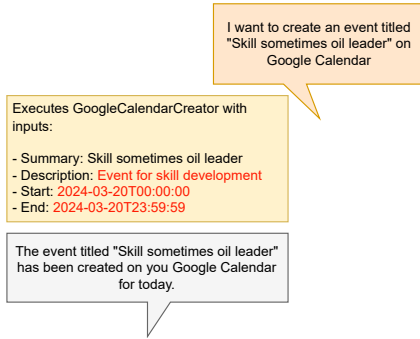 I want to create an event titled
"Skill sometimes oil leader" on
Google Calendar
Executes GoogleCalendarCreator with
inputs:
- Summary: Skill sometimes oil leader
- Description: Event for skill development
- Start: 2024-03-20T00:00:00
- End: 2024-03-20T23:59:59
The event titled "Skill sometimes oil leader"
has been created on you Google Calendar
for today.